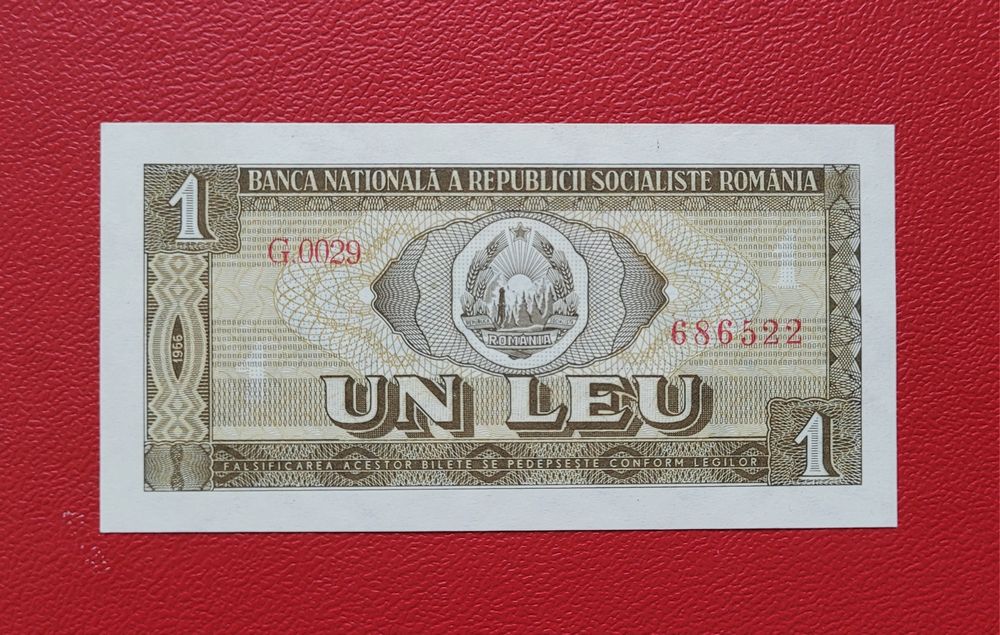 1
BANCA NAȚIONALĂ A REPUBLICII SOCIALISTE ROMÂNIA
G.0029
ROMANIA
1966
686522
UN LEU
1
FALSIFICAREA ACESTOR BILETE SE PEDEPSEȘTE CONFORM LEGILOR